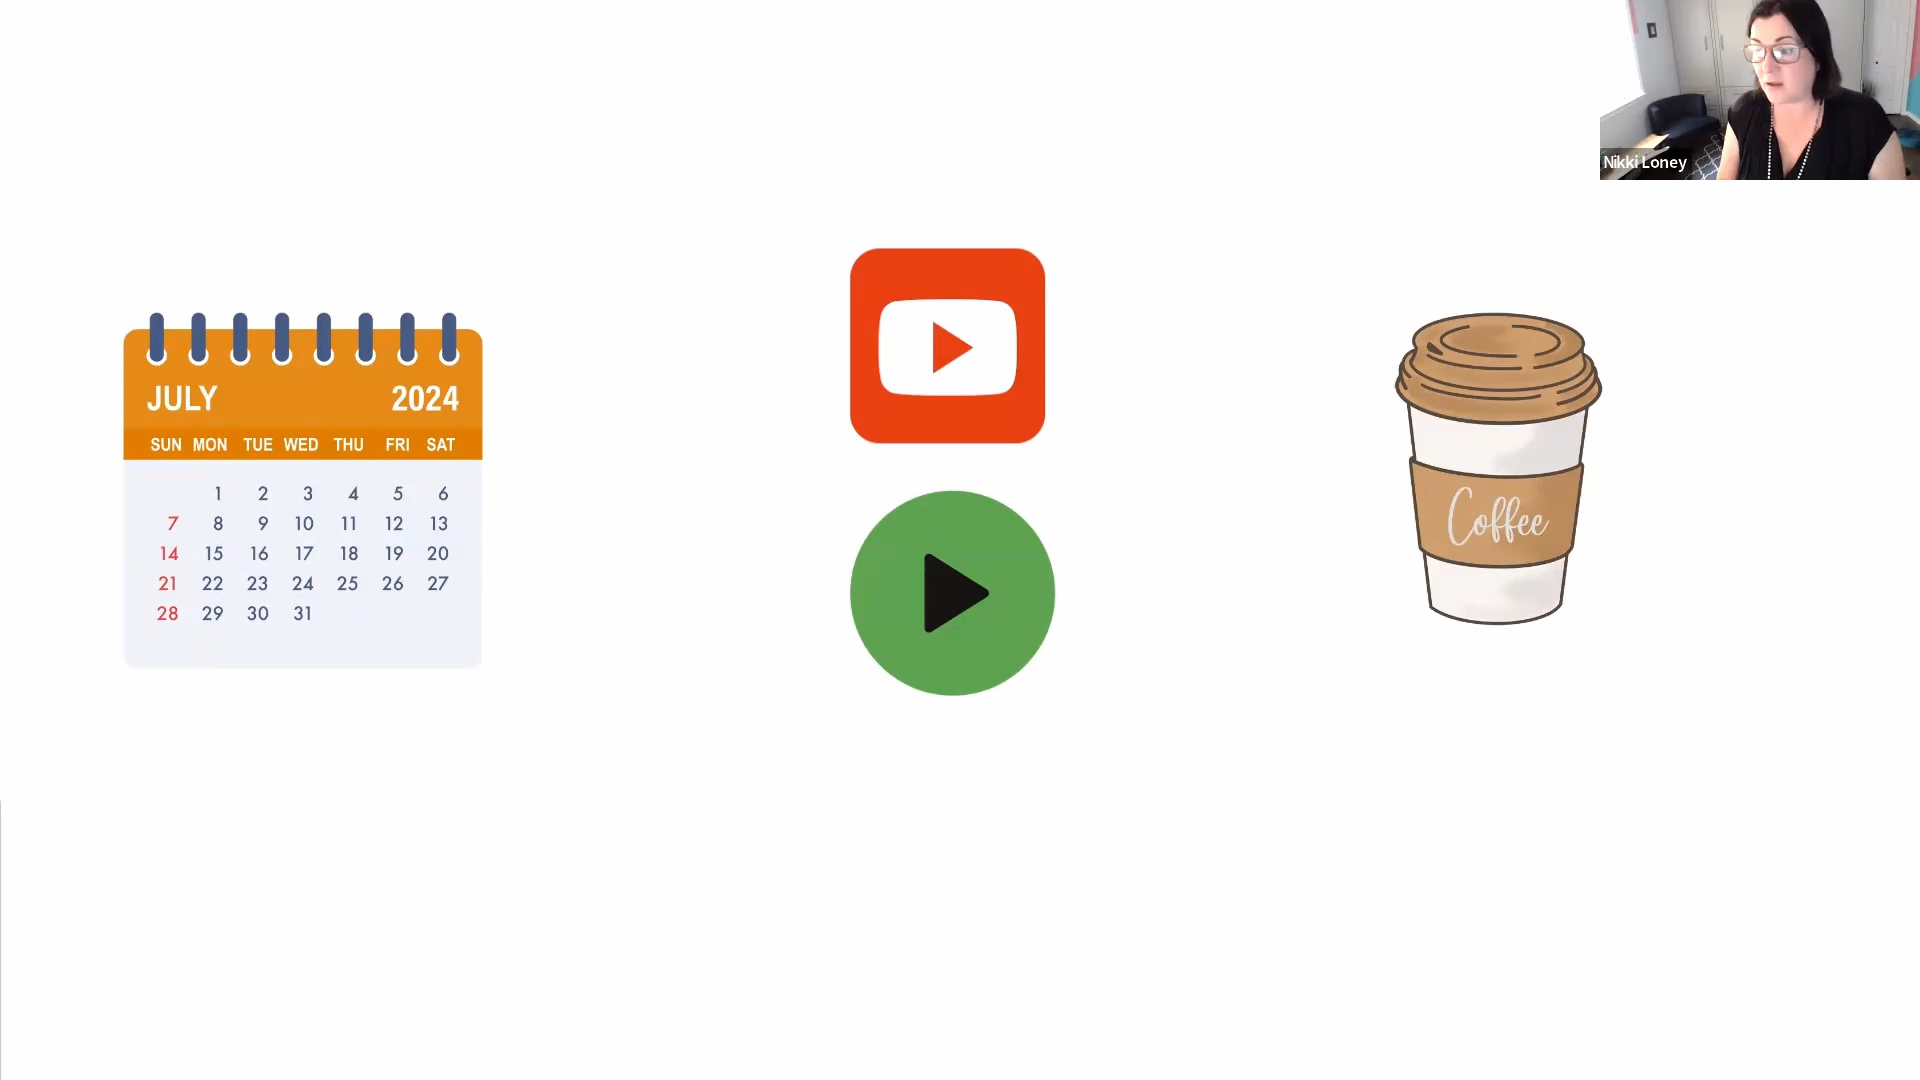 Nikki Loney
JULY 2024
SUN MON TUE WED THU FRI SAT
1 2 3 4 5 6
7 8 9 10 11 12 13
14 15 16 17 18 19 20
21 22 23 24 25 26 27
28 29 30 31
Coffee